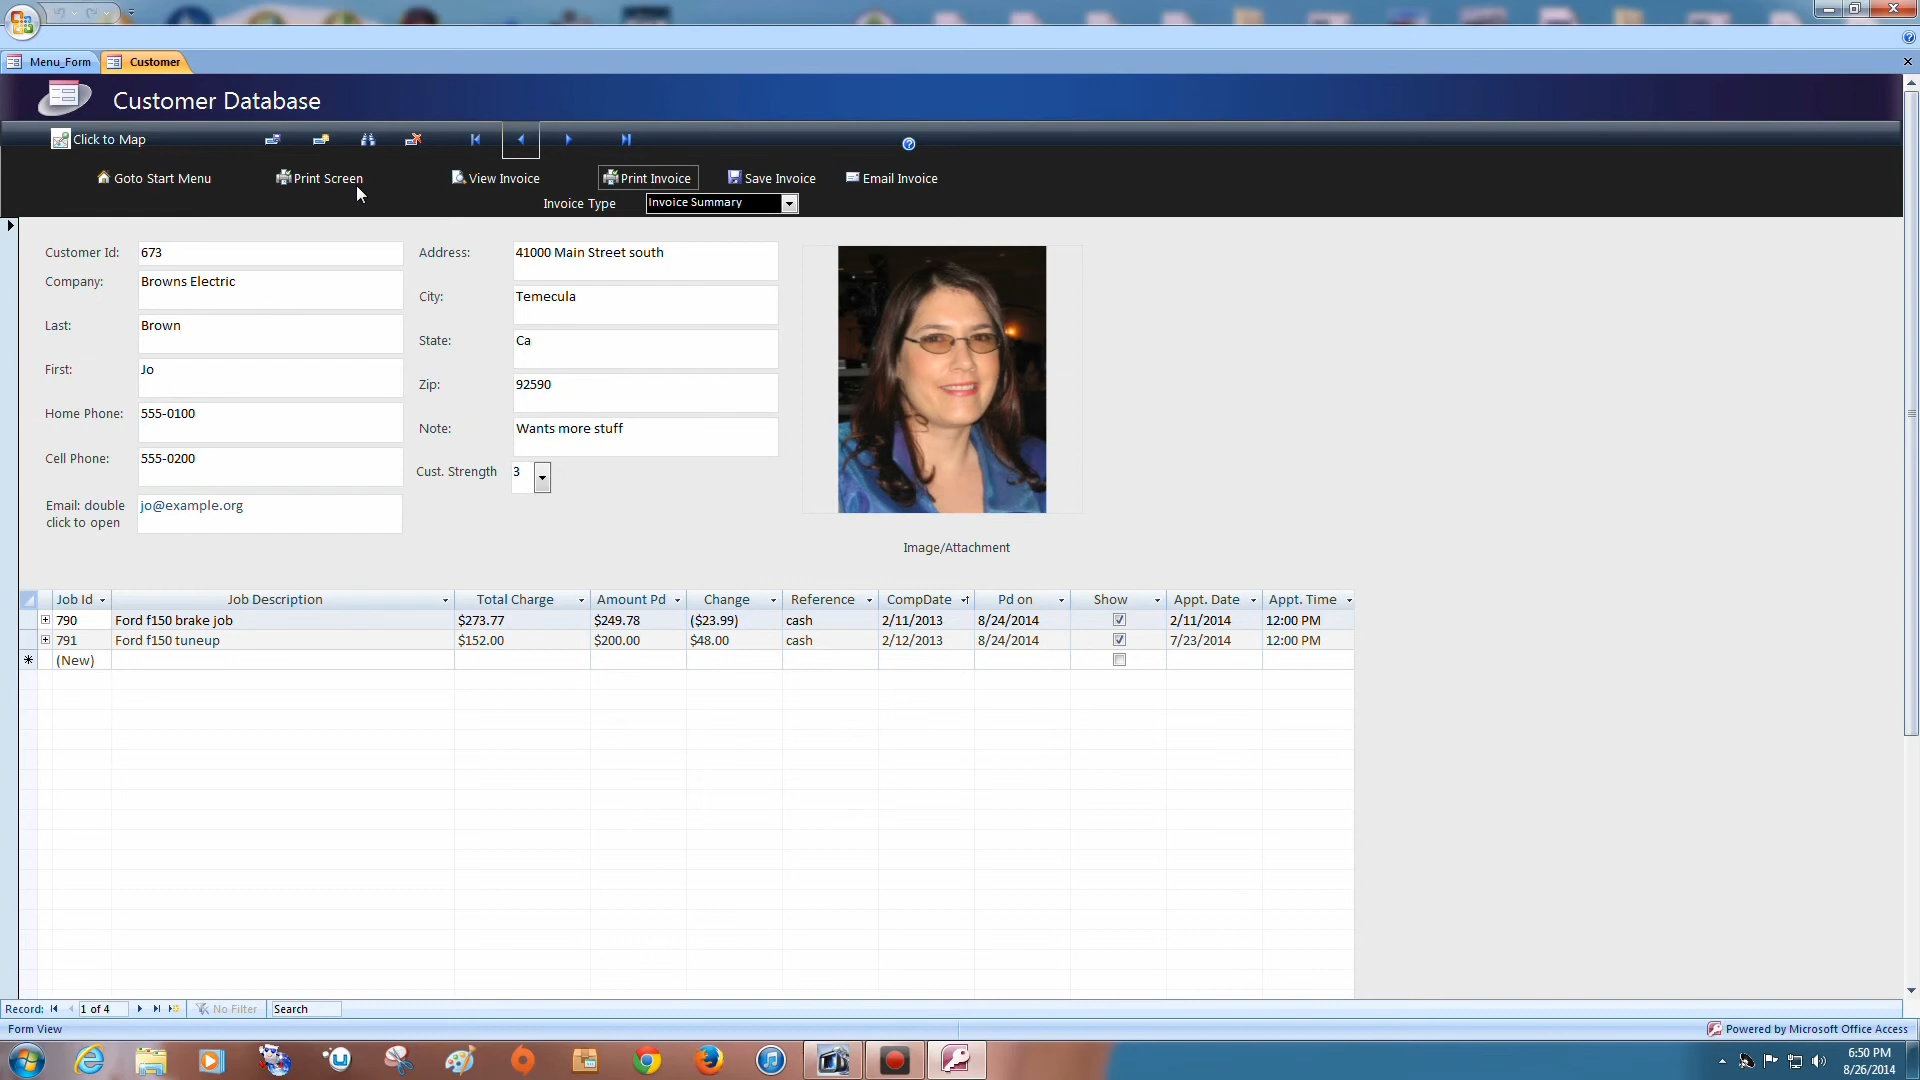 Menu_Form Customer
Customer Database
Click to Map
Goto Start Menu Print Screen View Invoice Print Invoice Save Invoice Email Invoice
Invoice Type Invoice Summary
Customer Id: 673
Company: Browns Electric
Last: Brown
First: Jo
Home Phone: 555-0100
Cell Phone: 555-0200
Email: double
click to open
jo@example.org
Address: 41000 Main Street south
City: Temecula
State: Ca
Zip: 92590
Note: Wants more stuff
Cust. Strength 3
Image/Attachment
Job Id Job Description Total Charge Amount Pd Change Reference CompDate Pd on Show Appt. Date Appt. Time
790 Ford f150 brake job $273.77 $249.78 ($23.99) cash 2/11/2013 8/24/2014 2/11/2014 12:00 PM
791 Ford f150 tuneup $152.00 $200.00 $48.00 cash 2/12/2013 8/24/2014 7/23/2014 12:00 PM
(New)
Record: 1 of 4 No Filter Search
Form View Powered by Microsoft Office Access
6:50 PM
8/26/2014